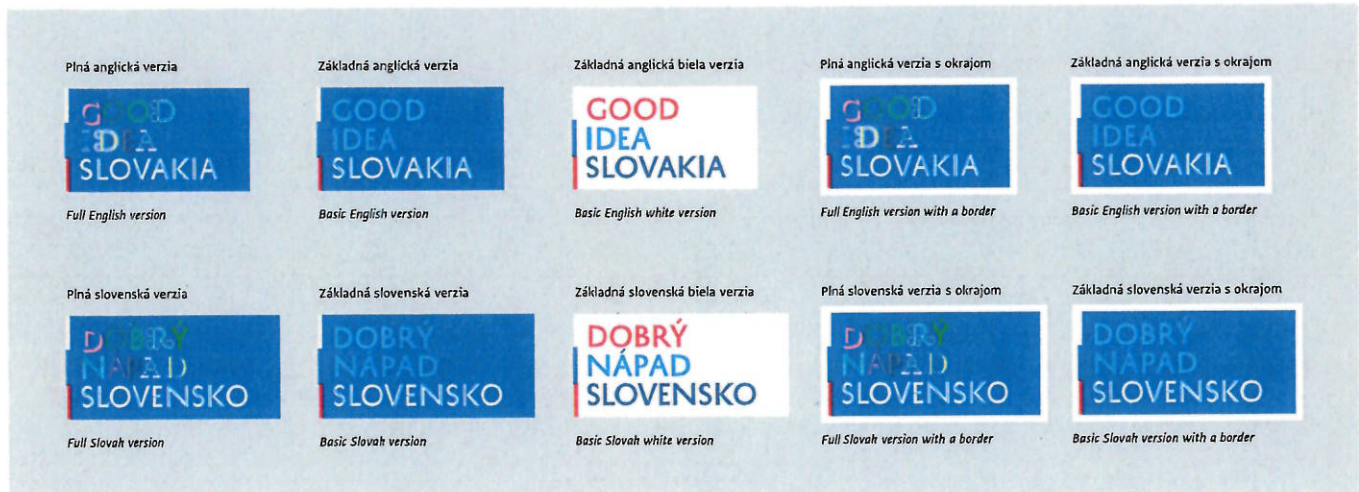 Plná anglická verzia
GOOD
IDEA
SLOVAKIA
Full English version
Základná anglická verzia
GOOD
IDEA
SLOVAKIA
Basic English version
Základná anglická biela verzia
GOOD
IDEA
SLOVAKIA
Basic English white version
Plná anglická verzia s okrajom
GOOD
IDEA
SLOVAKIA
Full English version with a border
Základná anglická verzia s okrajom
GOOD
IDEA
SLOVAKIA
Basic English version with a border
Plná slovenská verzia
DOBRÝ
NÁPAD
SLOVENSKO
Full Slovak version
Základná slovenská verzia
DOBRÝ
NÁPAD
SLOVENSKO
Basic Slovak version
Základná slovenská biela verzia
DOBRÝ
NÁPAD
SLOVENSKO
Basic Slovak white version
Plná slovenská verzia s okrajom
DOBRÝ
NÁPAD
SLOVENSKO
Full Slovak version with a border
Základná slovenská verzia s okrajom
DOBRÝ
NÁPAD
SLOVENSKO
Basic Slovak version with a border